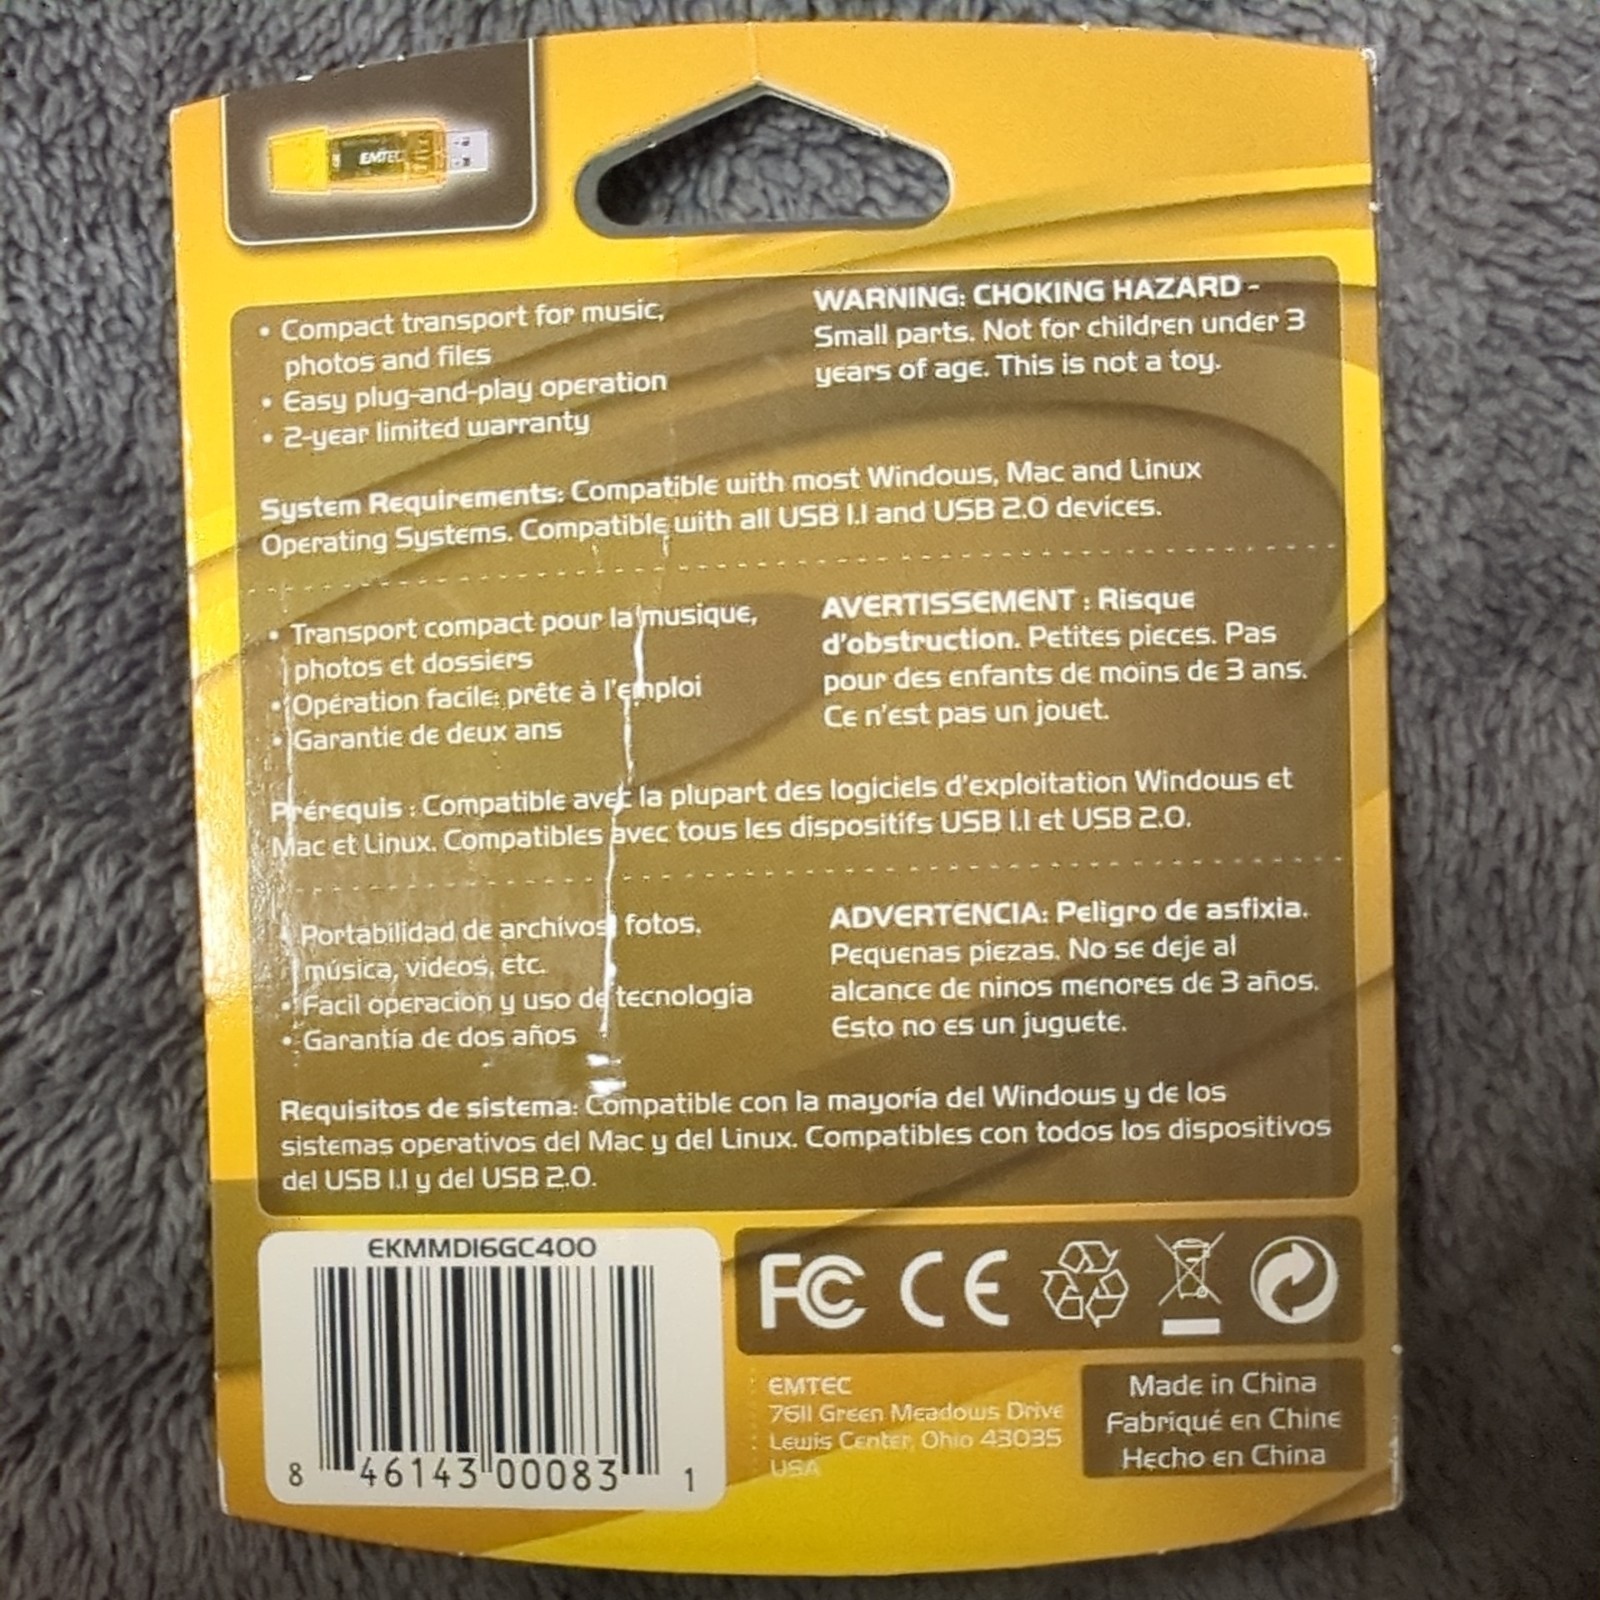 EMTEC
• Compact transport for music,
photos and files
• Easy plug-and-play operation
• 2-year limited warranty
WARNING: CHOKING HAZARD -
Small parts. Not for children under 3
years of age. This is not a toy.
System Requirements: Compatible with most Windows, Mac and Linux
Operating Systems. Compatible with all USB 1.1 and USB 2.0 devices.
• Transport compact pour la musique,
photos et dossiers
• Opération facile: prête à l'emploi
• Garantie de deux ans
AVERTISSEMENT : Risque
d'obstruction. Petites pieces. Pas
pour des enfants de moins de 3 ans.
Ce n'est pas un jouet.
Prérequis : Compatible avec la plupart des logiciels d'exploitation Windows et
Mac et Linux. Compatibles avec tous les dispositifs USB 1.1 et USB 2.0.
• Portabilidad de archivos, fotos,
música, videos, etc.
• Facil operacion y uso de tecnología
• Garantía de dos años
ADVERTENCIA: Peligro de asfixia.
Pequenas piezas. No se deje al
alcance de ninos menores de 3 años.
Esto no es un juguete.
Requisitos de sistema: Compatible con la mayoría del Windows y de los
sistemas operativos del Mac y del Linux. Compatibles con todos los dispositivos
del USB 1.1 y del USB 2.0.
EKMMD16GC400
8 46143 00083 1
FC CE
EMTEC
7611 Green Meadows Drive
Lewis Center, Ohio 43035
USA
Made in China
Fabriqué en Chine
Hecho en China